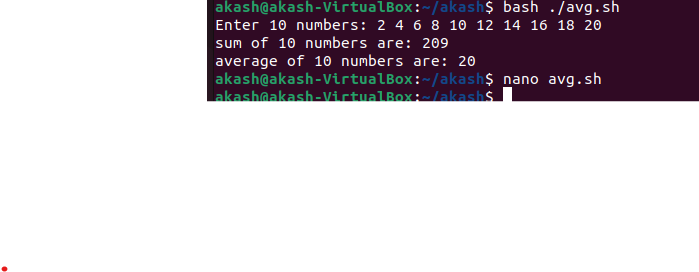 akash@akash-VirtualBox:~/akash$ bash ./avg.sh
Enter 10 numbers: 2 4 6 8 10 12 14 16 18 20
sum of 10 numbers are: 209
average of 10 numbers are: 20
akash@akash-VirtualBox:~/akash$ nano avg.sh
akash@akash-VirtualBox:~/akash$